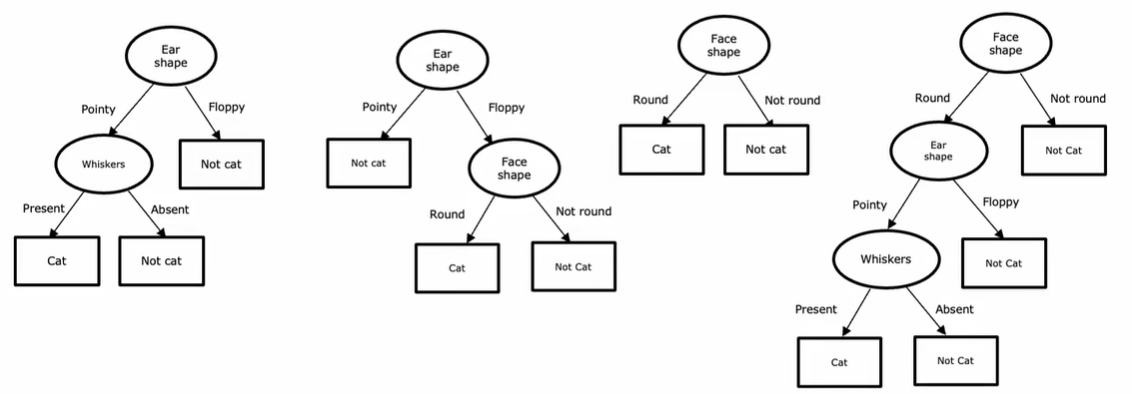 Ear
shape
Pointy
Floppy
Whiskers
Not cat
Present
Absent
Cat
Not cat
Ear
shape
Pointy
Floppy
Not cat
Face
shape
Round
Not round
Cat
Not Cat
Face
shape
Round
Not round
Cat
Not cat
Face
shape
Round
Not round
Ear
shape
Not Cat
Pointy
Floppy
Whiskers
Not Cat
Present
Absent
Cat
Not Cat